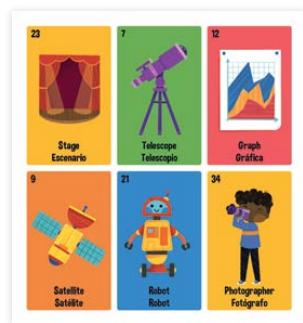 23
Stage
Escenario
7
Telescope
Telescopio
12
Graph
Gráfica
9
Satellite
Satélite
21
Robot
Robot
34
Photographer
Fotógrafo